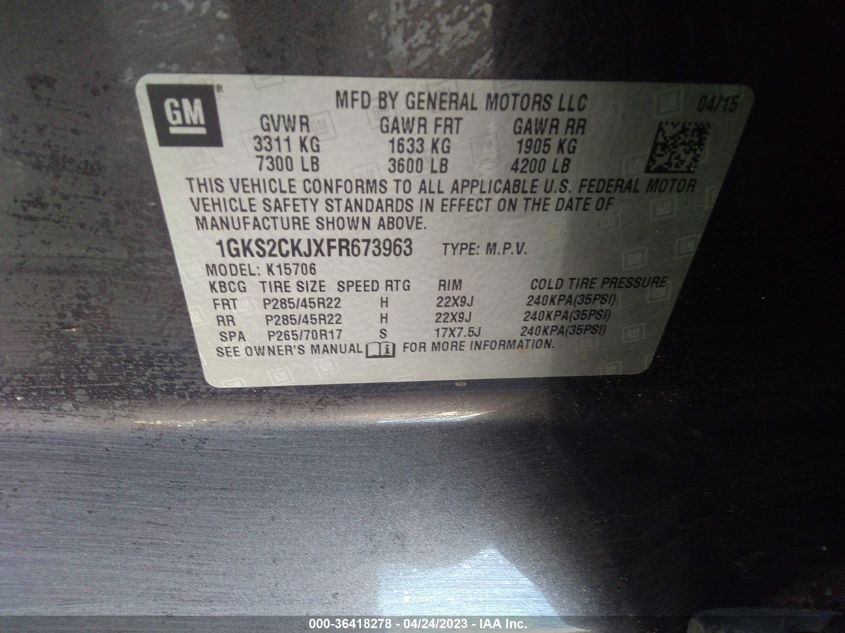 GM ®
MFD BY GENERAL MOTORS LLC 04/15
GVWR GAWR FRT GAWR RR
3311 KG 1633 KG 1905 KG
7300 LB 3600 LB 4200 LB
THIS VEHICLE CONFORMS TO ALL APPLICABLE U.S. FEDERAL MOTOR
VEHICLE SAFETY STANDARDS IN EFFECT ON THE DATE OF
MANUFACTURE SHOWN ABOVE.
1GKS2CKJXFR673963 TYPE: M.P.V.
MODEL: K15706
KBCG TIRE SIZE SPEED RTG RIM COLD TIRE PRESSURE
FRT P285/45R22 H 22X9J 240KPA(35PSI)
RR P285/45R22 H 22X9J 240KPA(35PSI)
SPA P265/70R17 S 17X7.5J 240KPA(35PSI)
SEE OWNER'S MANUAL FOR MORE INFORMATION.
000-36418278 - 04/24/2023 - IAA Inc.